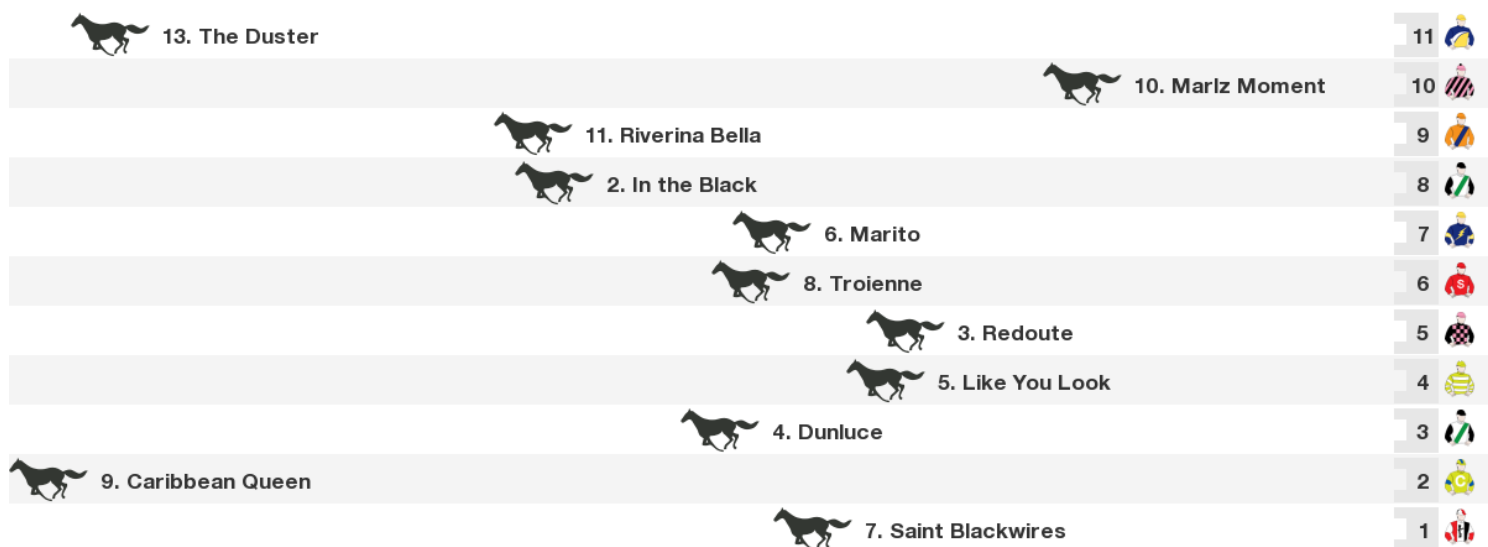 13. The Duster 11
10. Marlz Moment 10
11. Riverina Bella 9
2. In the Black 8
6. Marito 7
8. Troienne 6 S
3. Redoute 5
5. Like You Look 4
4. Dunluce 3
9. Caribbean Queen 2 C
7. Saint Blackwires 1 H